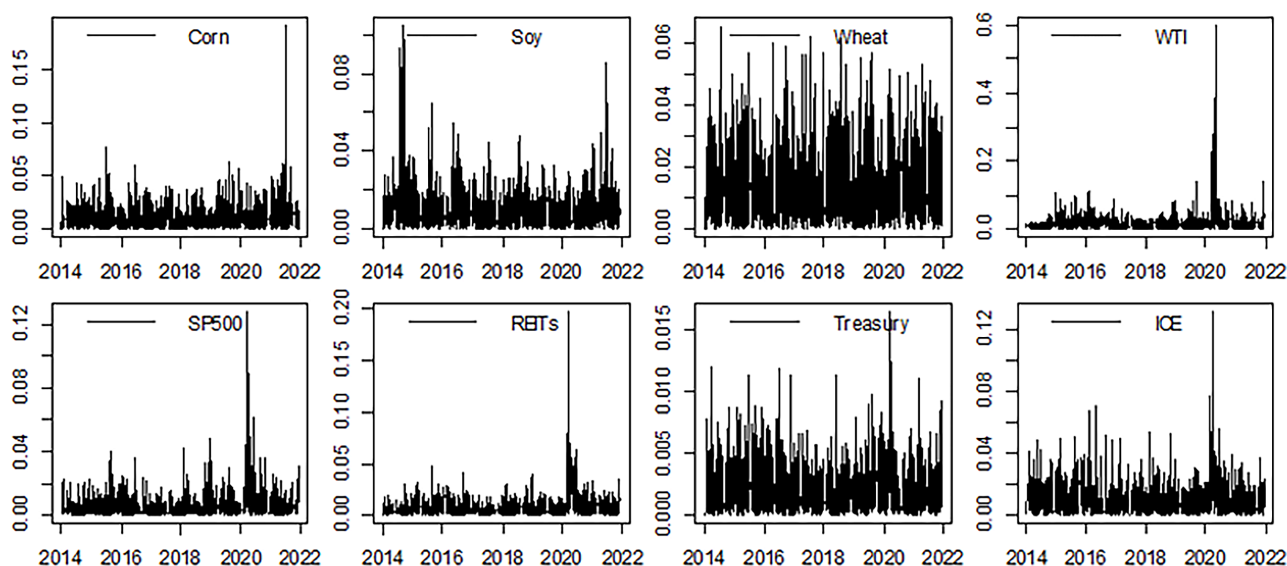 Corn
0.00 0.05 0.10 0.15
2014 2016 2018 2020 2022
Soy
0.00 0.04 0.08
2014 2016 2018 2020 2022
Wheat
0.00 0.02 0.04 0.06
2014 2016 2018 2020 2022
WTI
0.0 0.2 0.4 0.6
2014 2016 2018 2020 2022
SP500
0.00 0.04 0.08 0.12
2014 2016 2018 2020 2022
REITs
0.00 0.05 0.10 0.15 0.20
2014 2016 2018 2020 2022
Treasury
0.000 0.005 0.010 0.015
2014 2016 2018 2020 2022
ICE
0.00 0.04 0.08 0.12
2014 2016 2018 2020 2022